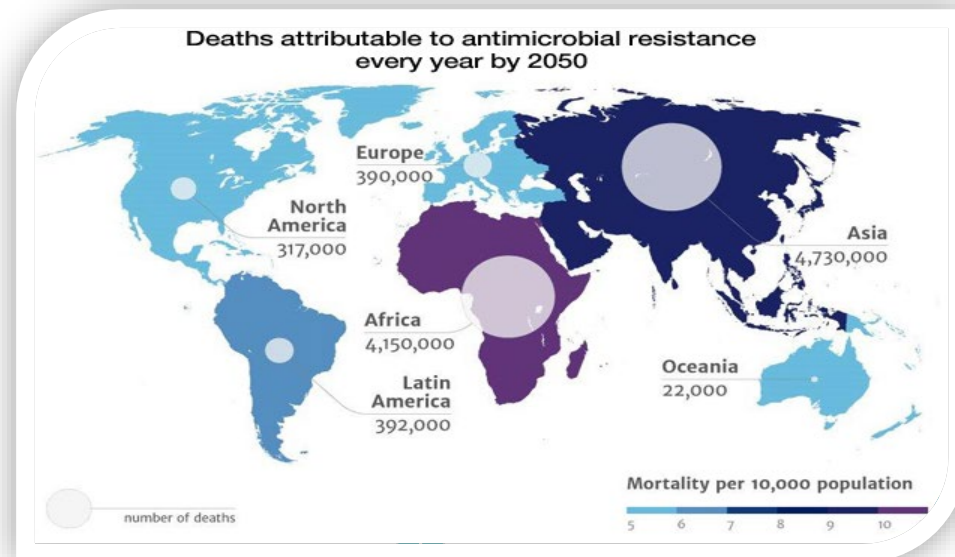 Deaths attributable to antimicrobial resistance
every year by 2050
Europe
390,000
North
America
317,000
Asia
4,730,000
Africa
4,150,000
Oceania
22,000
Latin
America
392,000
Mortality per 10,000 population
number of deaths
5 6 7 8 9 10